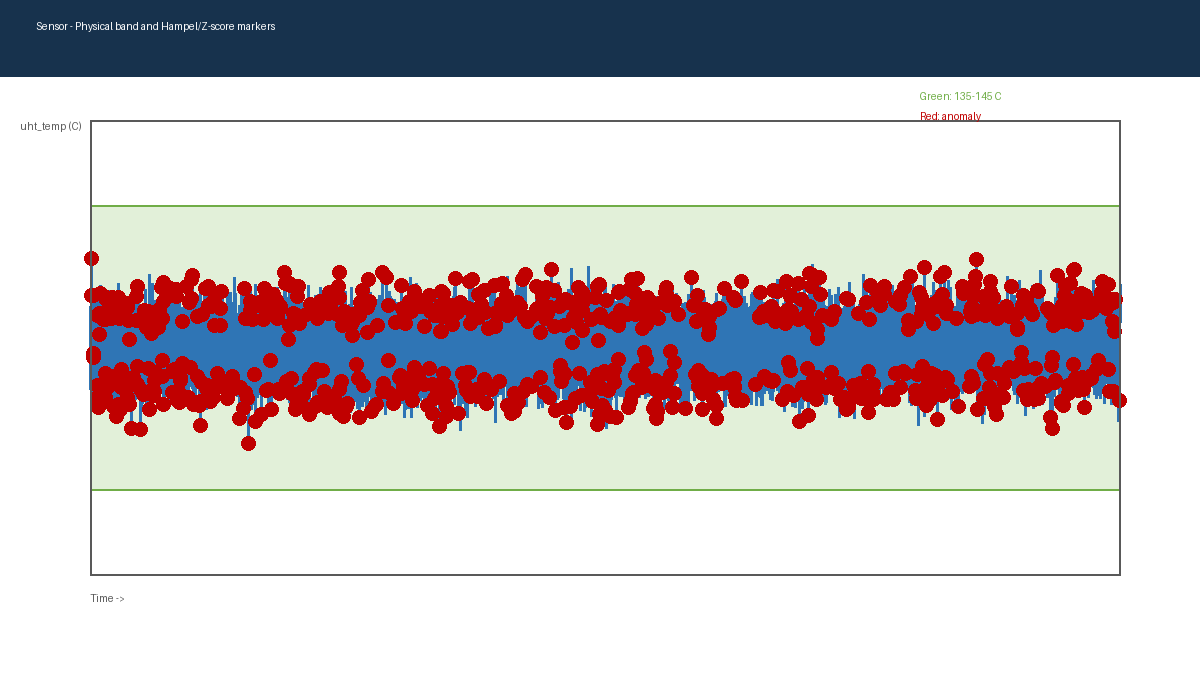 Sensor - Physical band and Hampel/Z-score markers
Green: 135-145 C
Red: anomaly
uht_temp (C)
Time ->